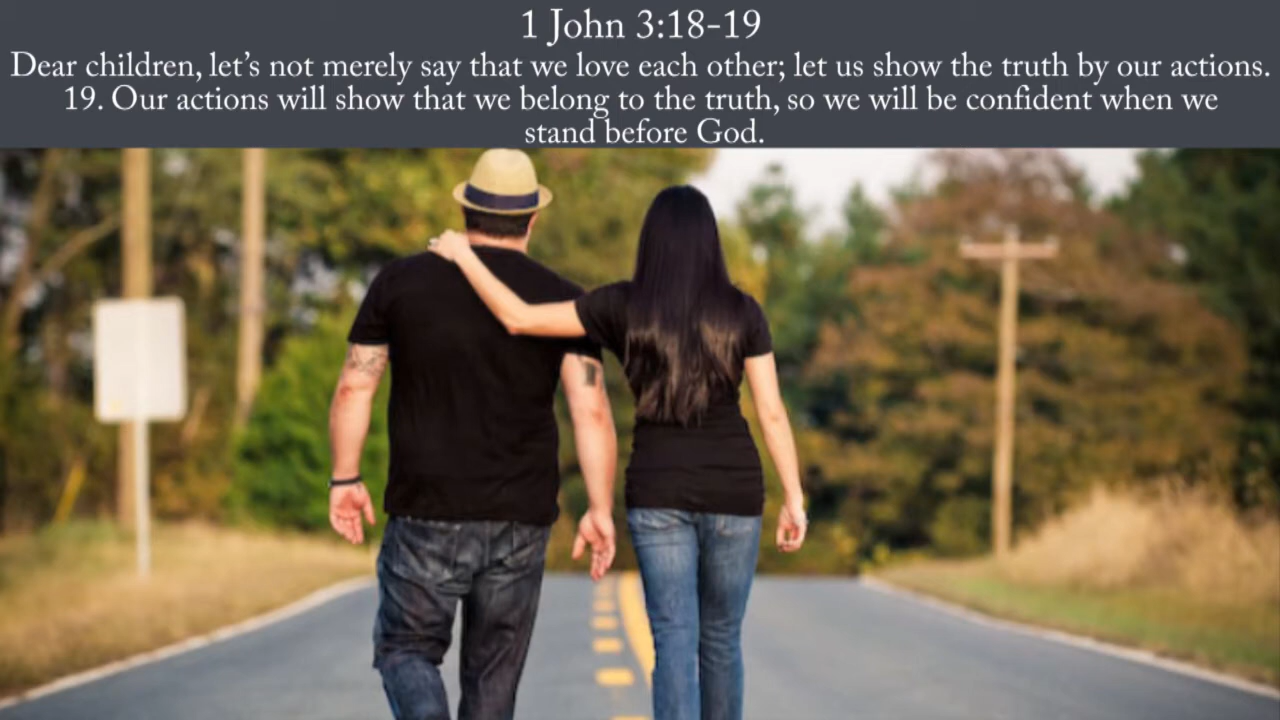 1 John 3:18-19
Dear children, let’s not merely say that we love each other; let us show the truth by our actions.
19. Our actions will show that we belong to the truth, so we will be confident when we
stand before God.